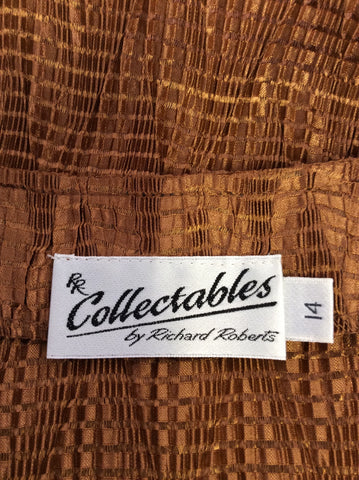 RR
Collectables
by Richard Roberts
14